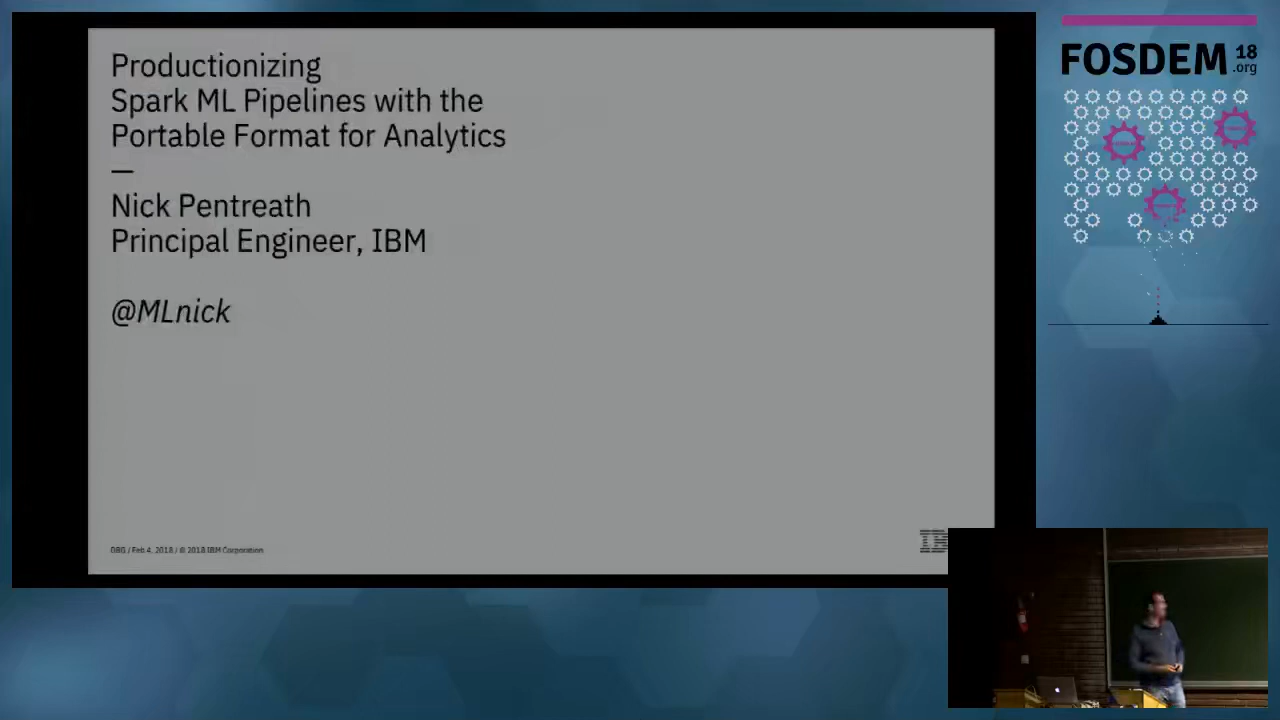 Productionizing
Spark ML Pipelines with the
Portable Format for Analytics
—
Nick Pentreath
Principal Engineer, IBM
@MLnick
DBG / Feb 4, 2018 / © 2018 IBM Corporation
IBM
FOSDEM 18
.org